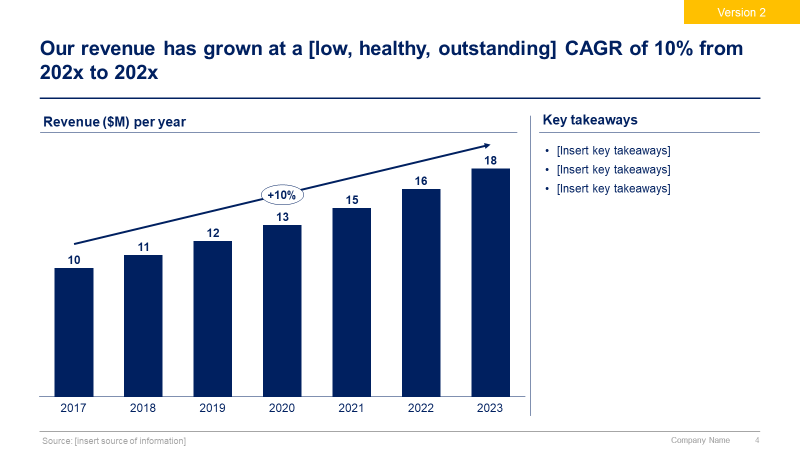 Version 2
Our revenue has grown at a [low, healthy, outstanding] CAGR of 10% from
202x to 202x
Revenue ($M) per year
10
11
12
13
15
16
18
+10%
2017 2018 2019 2020 2021 2022 2023
Key takeaways
• [Insert key takeaways]
• [Insert key takeaways]
• [Insert key takeaways]
Source: [Insert source of information]
Company Name 4